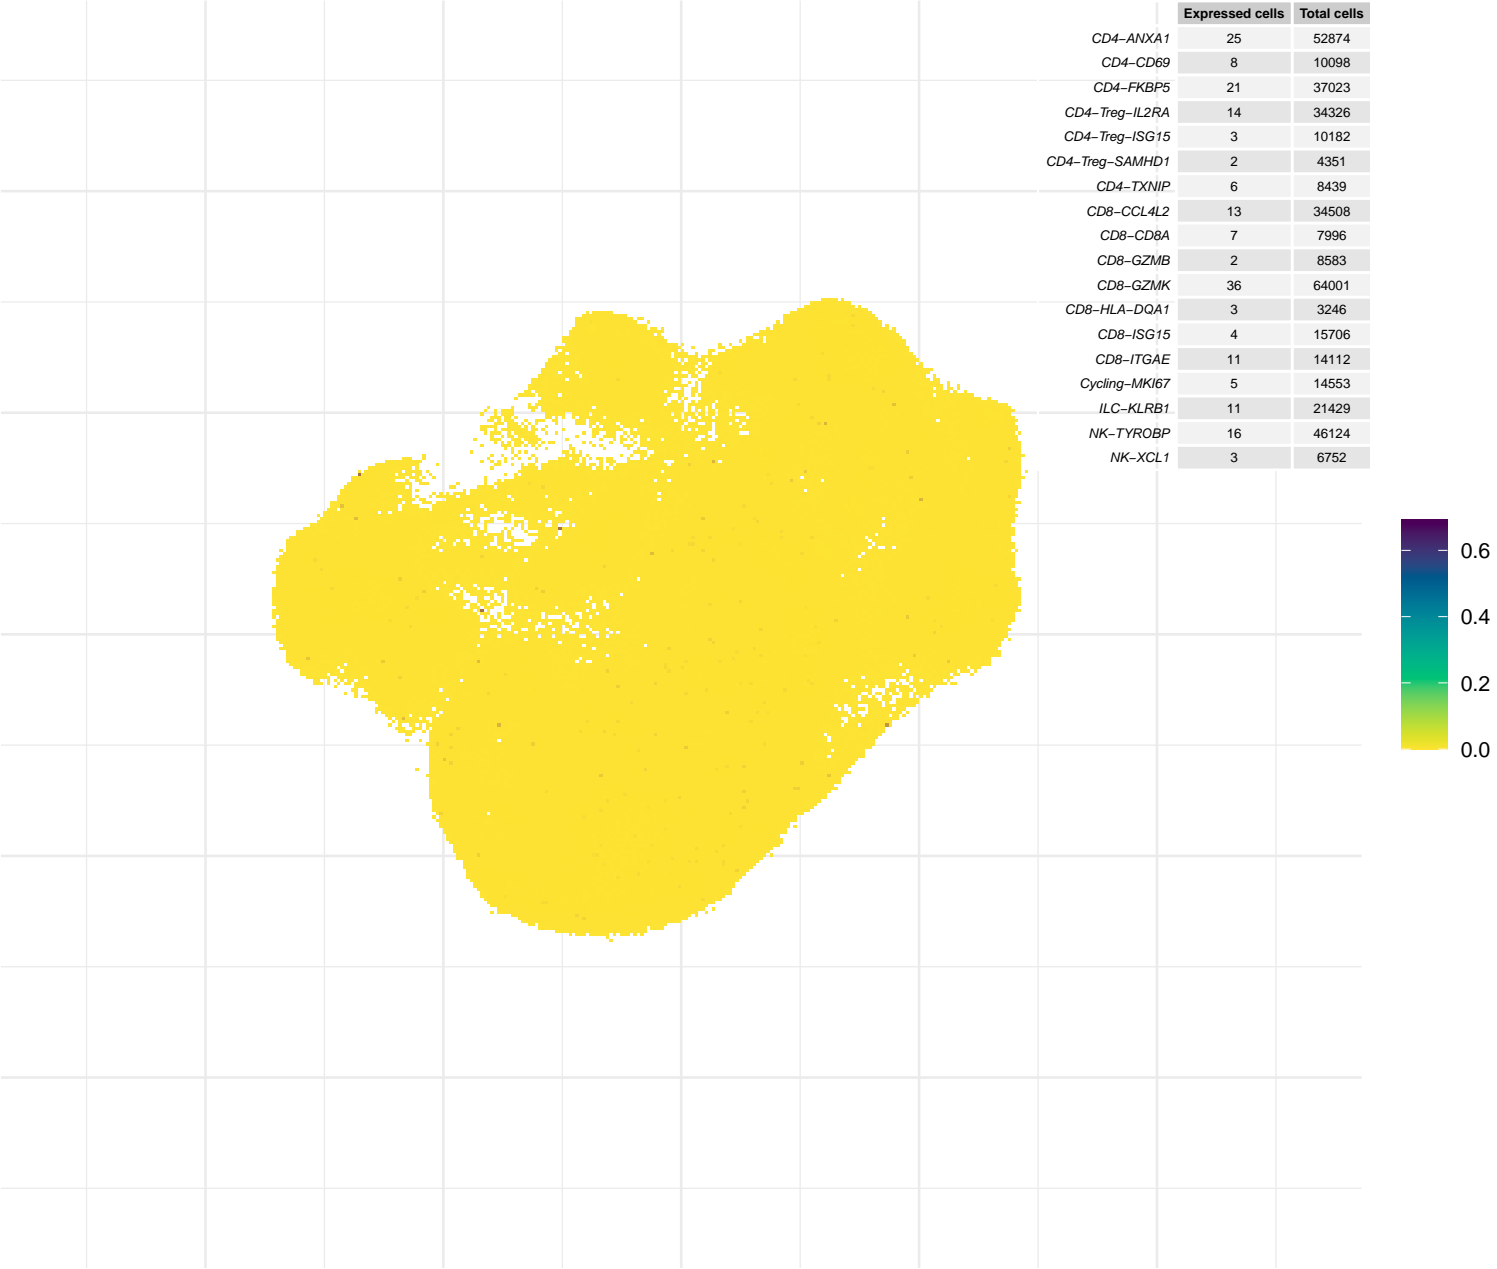 Expressed cells Total cells
CD4−ANXA1 25 52874
CD4−CD69 8 10098
CD4−FKBP5 21 37023
CD4−Treg−IL2RA 14 34326
CD4−Treg−ISG15 3 10182
CD4−Treg−SAMHD1 2 4351
CD4−TXNIP 6 8439
CD8−CCL4L2 13 34508
CD8−CD8A 7 7996
CD8−GZMB 2 8583
CD8−GZMK 36 64001
CD8−HLA−DQA1 3 3246
CD8−ISG15 4 15706
CD8−ITGAE 11 14112
Cycling−MKI67 5 14553
ILC−KLRB1 11 21429
NK−TYROBP 16 46124
NK−XCL1 3 6752
0.6
0.4
0.2
0.0